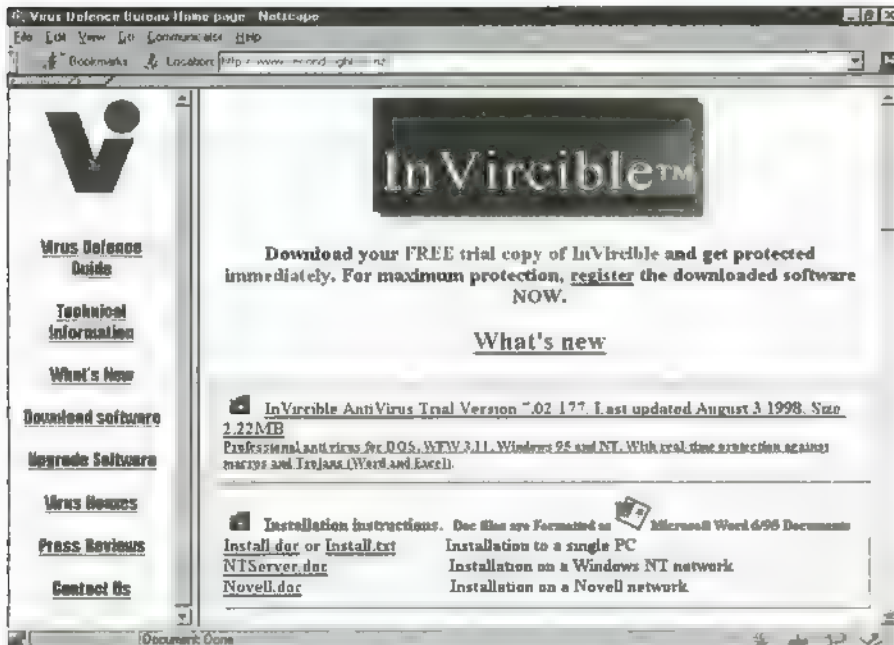 Virus Defence Bureau Home page - Netscape
File Edit View Go Communicator Help
Bookmarks Location
Virus Defence
Guide
Technical
Information
What's New
Download software
Upgrade Software
Virus Hoaxes
Press Reviews
Contact Us
InVircible™
Download your FREE trial copy of InVircible and get protected
immediately. For maximum protection, register the downloaded software
NOW.
What's new
InVircible AntiVirus Trial Version 7.02 177. Last updated August 3 1998. Size
2.22MB
Professional anti virus for DOS, WFW 3.11, Windows 95 and NT. With real time protection against
macros and Trojans (Word and Excel).
Installation instructions. Doc files are Formatted as Microsoft Word 6/95 Documents
Install.doc or Install.txt Installation to a single PC
NTServer.doc Installation on a Windows NT network
Novell.doc Installation on a Novell network
Document Done